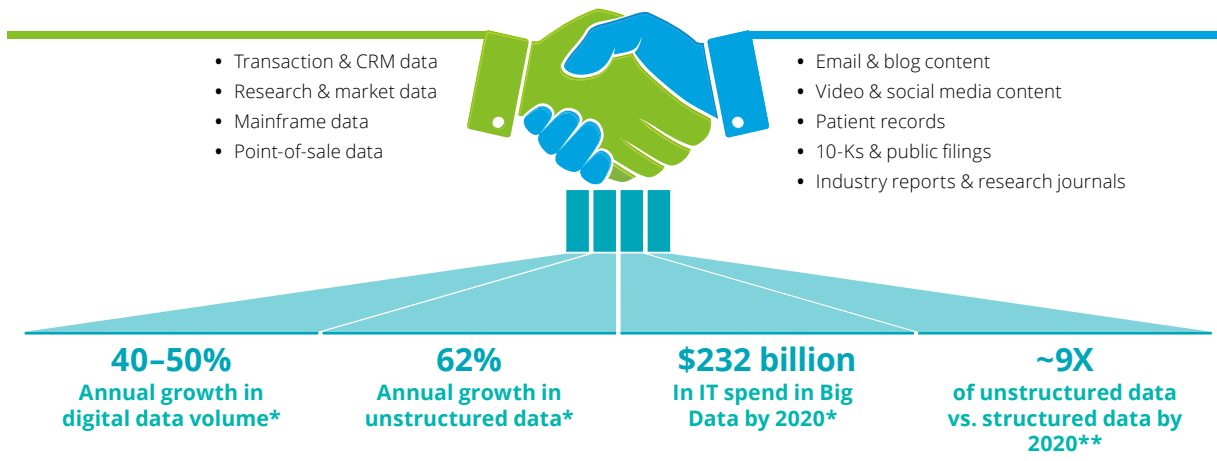 • Transaction & CRM data
• Research & market data
• Mainframe data
• Point-of-sale data
• Email & blog content
• Video & social media content
• Patient records
• 10-Ks & public filings
• Industry reports & research journals
40–50%
Annual growth in
digital data volume*
62%
Annual growth in
unstructured data*
$232 billion
In IT spend in Big
Data by 2020*
~9X
of unstructured data
vs. structured data by
2020**